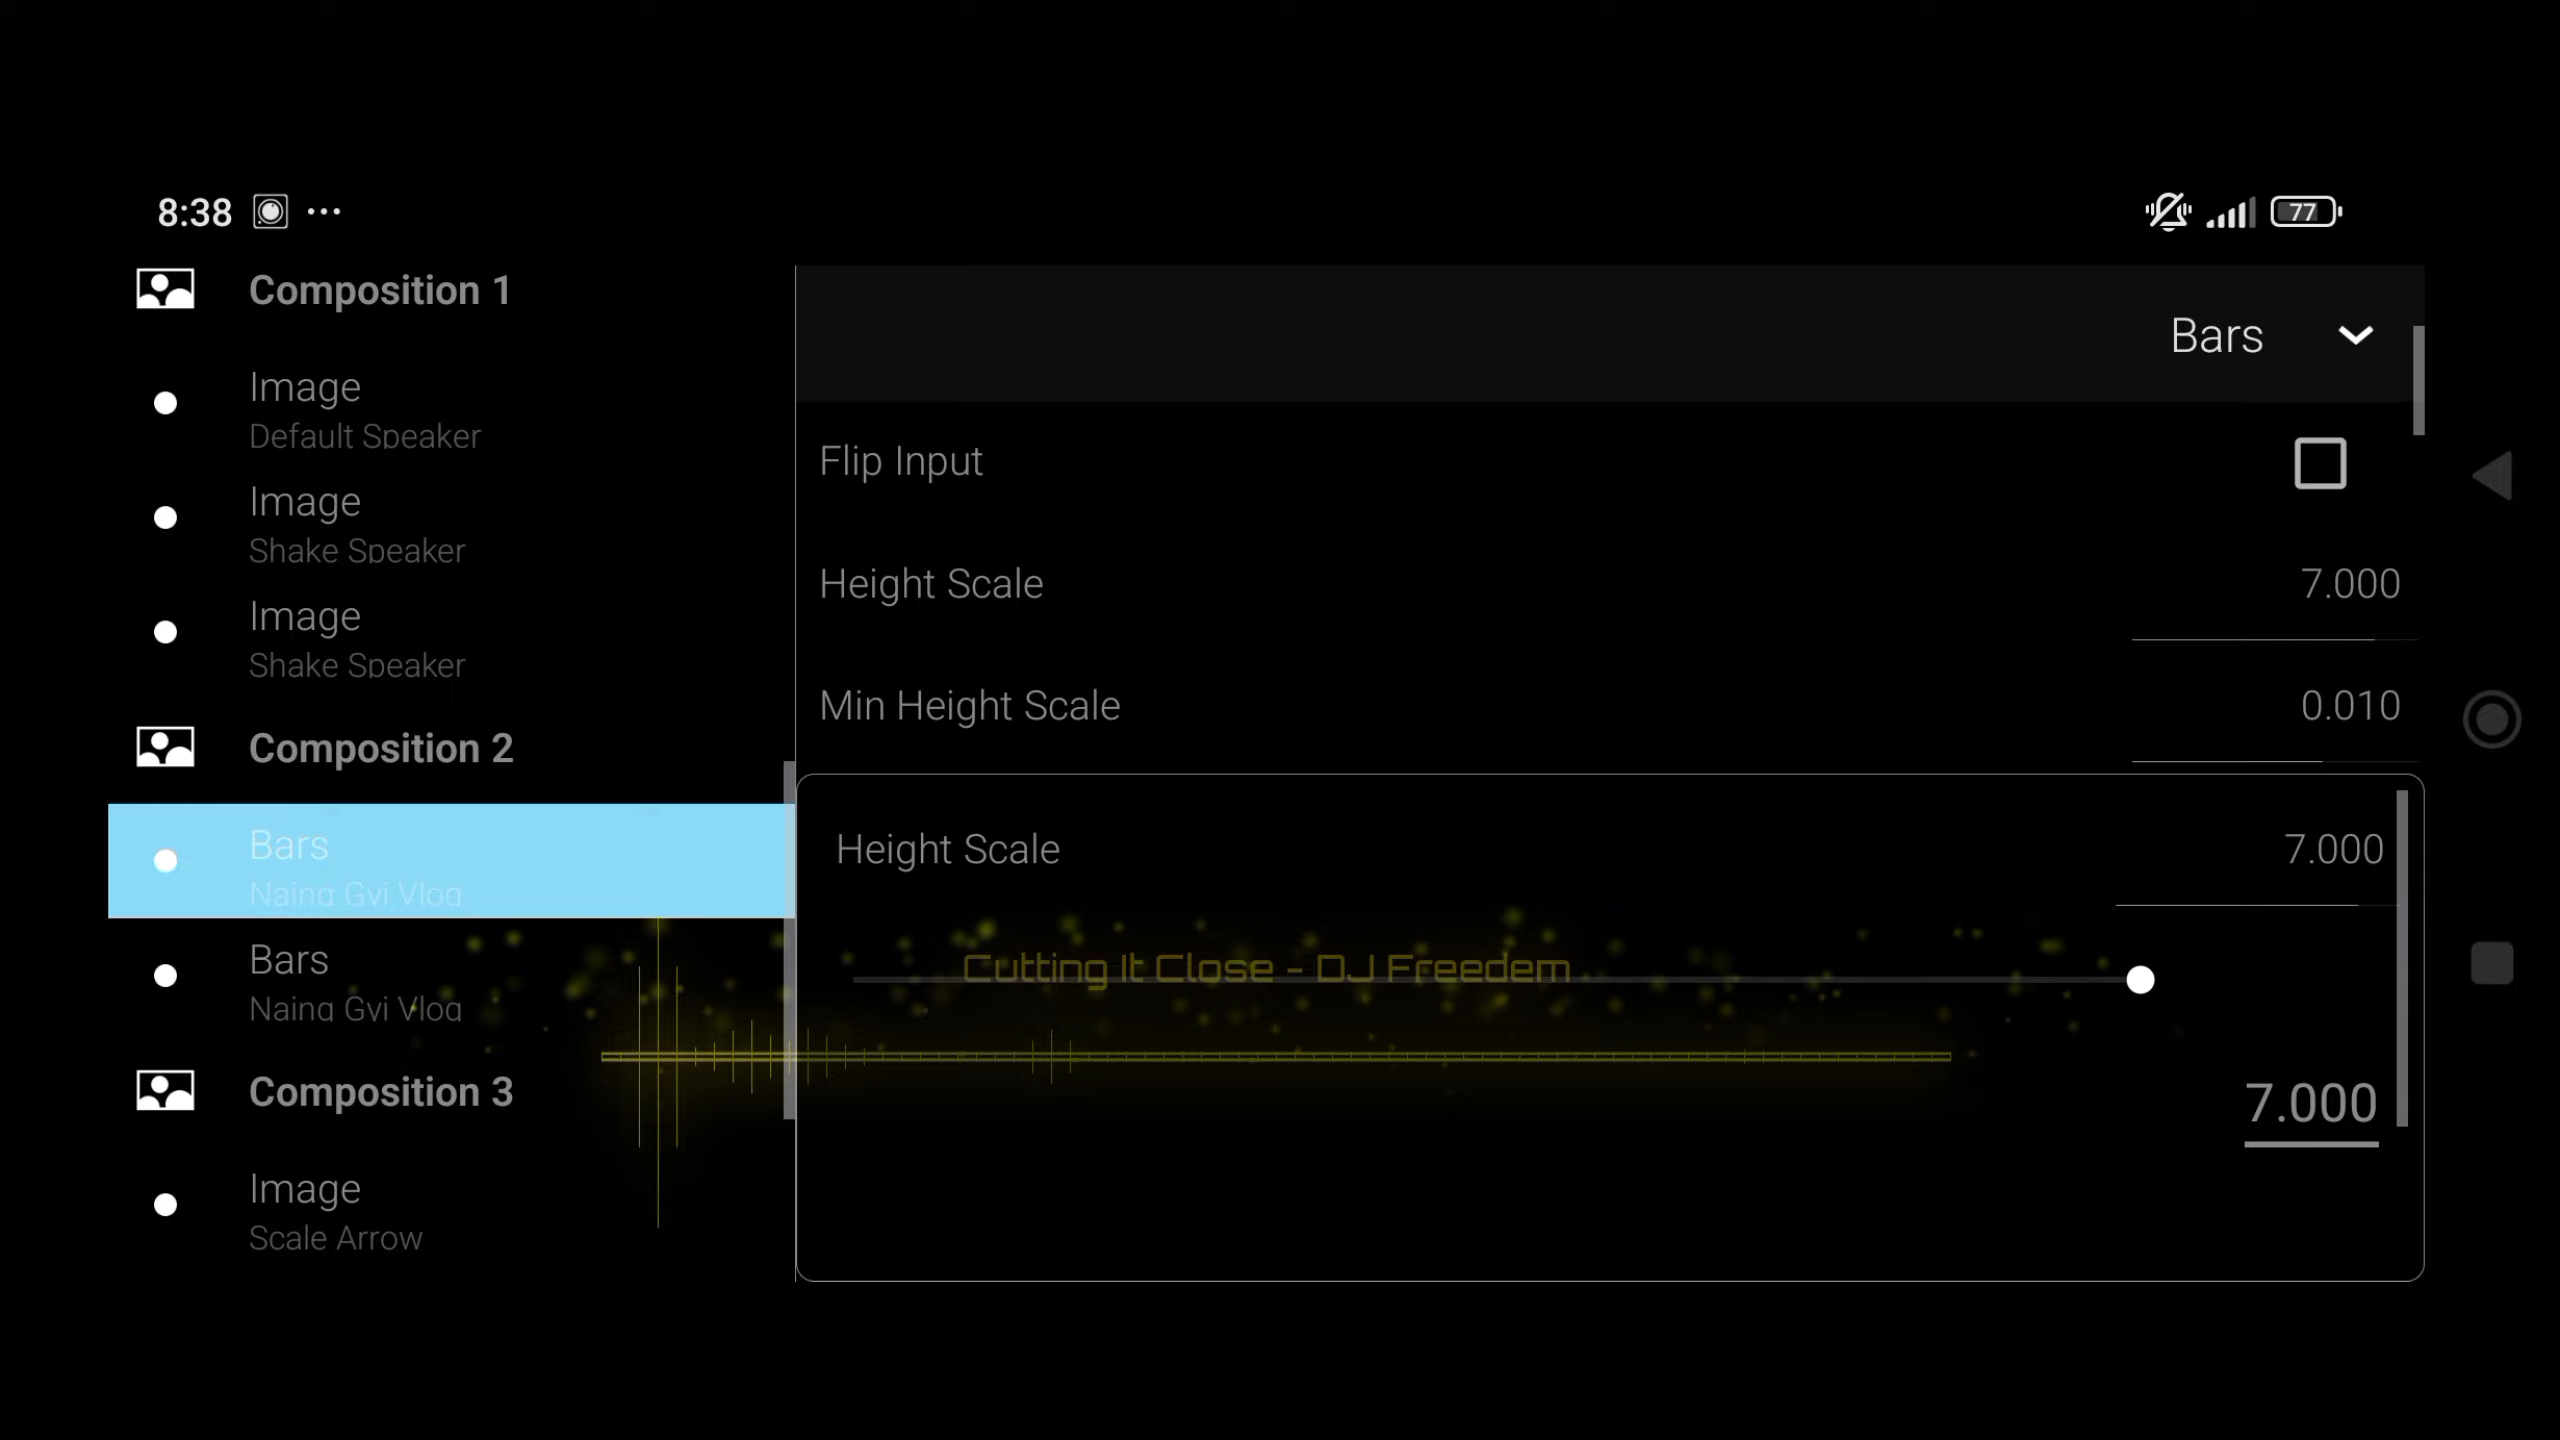 8:38
77
Composition 1
Image
Default Speaker
Image
Shake Speaker
Image
Shake Speaker
Composition 2
Bars
Naing Gyi Vlog
Bars
Naing Gyi Vlog
Composition 3
Image
Scale Arrow
Bars
Flip Input
Height Scale 7.000
Min Height Scale 0.010
Height Scale 7.000
Cutting It Close - DJ Freedem
7.000